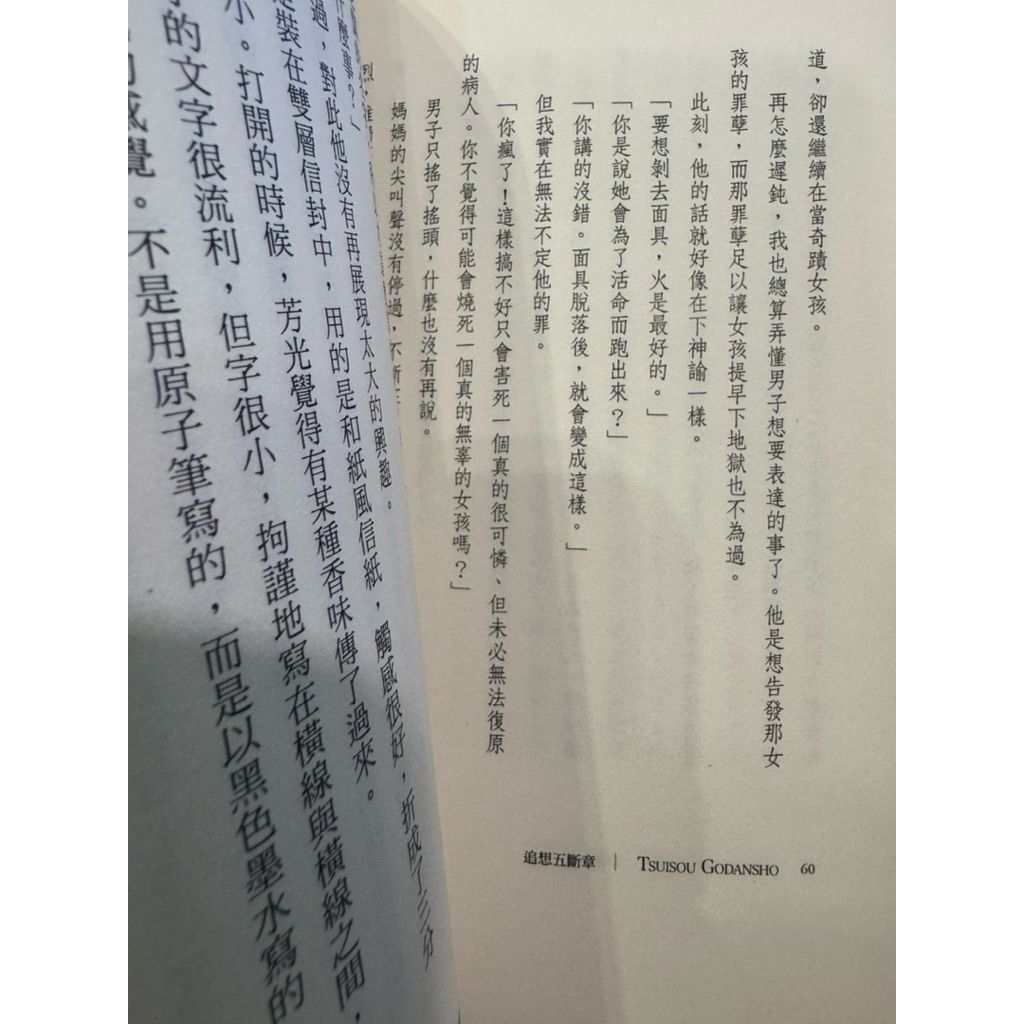 道，卻還繼續在當奇蹟女孩。
再怎麼遲鈍，我也總算弄懂男子想要表達的事了。他是想告發那女
孩的罪孽，而那罪孽足以讓女孩提早下地獄也不為過。
此刻，他的話就好像在下神諭一樣。
「要想剝去面具，火是最好的。」
「你是說她會為了活命而跑出來？」
「你講的沒錯。面具脫落後，就會變成這樣。」
但我實在無法不定他的罪。
「你瘋了！這樣搞不好只會害死一個真的很可憐、但未必無法復原
的病人。你不覺得可能會燒死一個真的無辜的女孩嗎？」
男子只搖了搖頭，什麼也沒有再說。
媽媽的尖叫聲沒有停過，不斷
烈
追想五斷章 | TSUISOU GODANSHO 60
麼事？」
過，對此他沒有再展現太大的興趣。
裝在雙層信封中，用的是和紙風信紙，觸感很好，折成了三分
小。打開的時候，芳光覺得有某種香味傳了過來。
的文字很流利，但字很小，拘謹地寫在橫線與橫線之間，
感覺。不是用原子筆寫的，而是以黑色墨水寫的